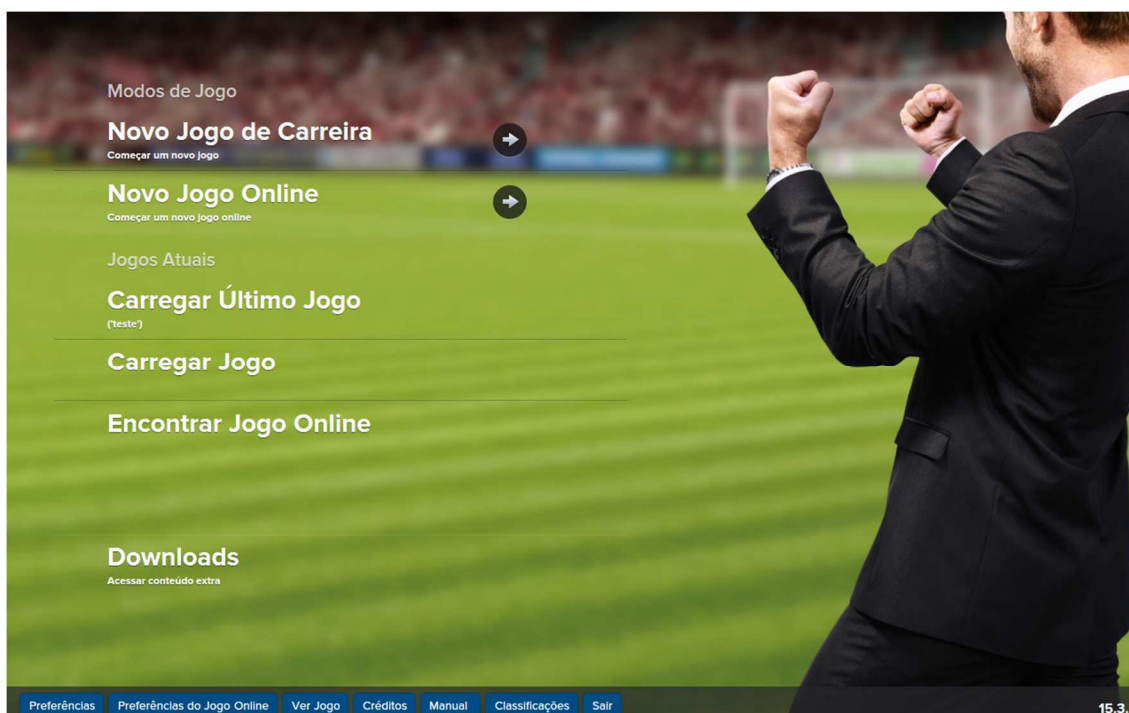 Modos de Jogo
Novo Jogo de Carreira
Começar um novo jogo
Novo Jogo Online
Começar um novo jogo online
Jogos Atuais
Carregar Último Jogo
('teste')
Carregar Jogo
Encontrar Jogo Online
Downloads
Acessar conteúdo extra
Preferências Preferências do Jogo Online Ver Jogo Créditos Manual Classificações Sair 15.3.